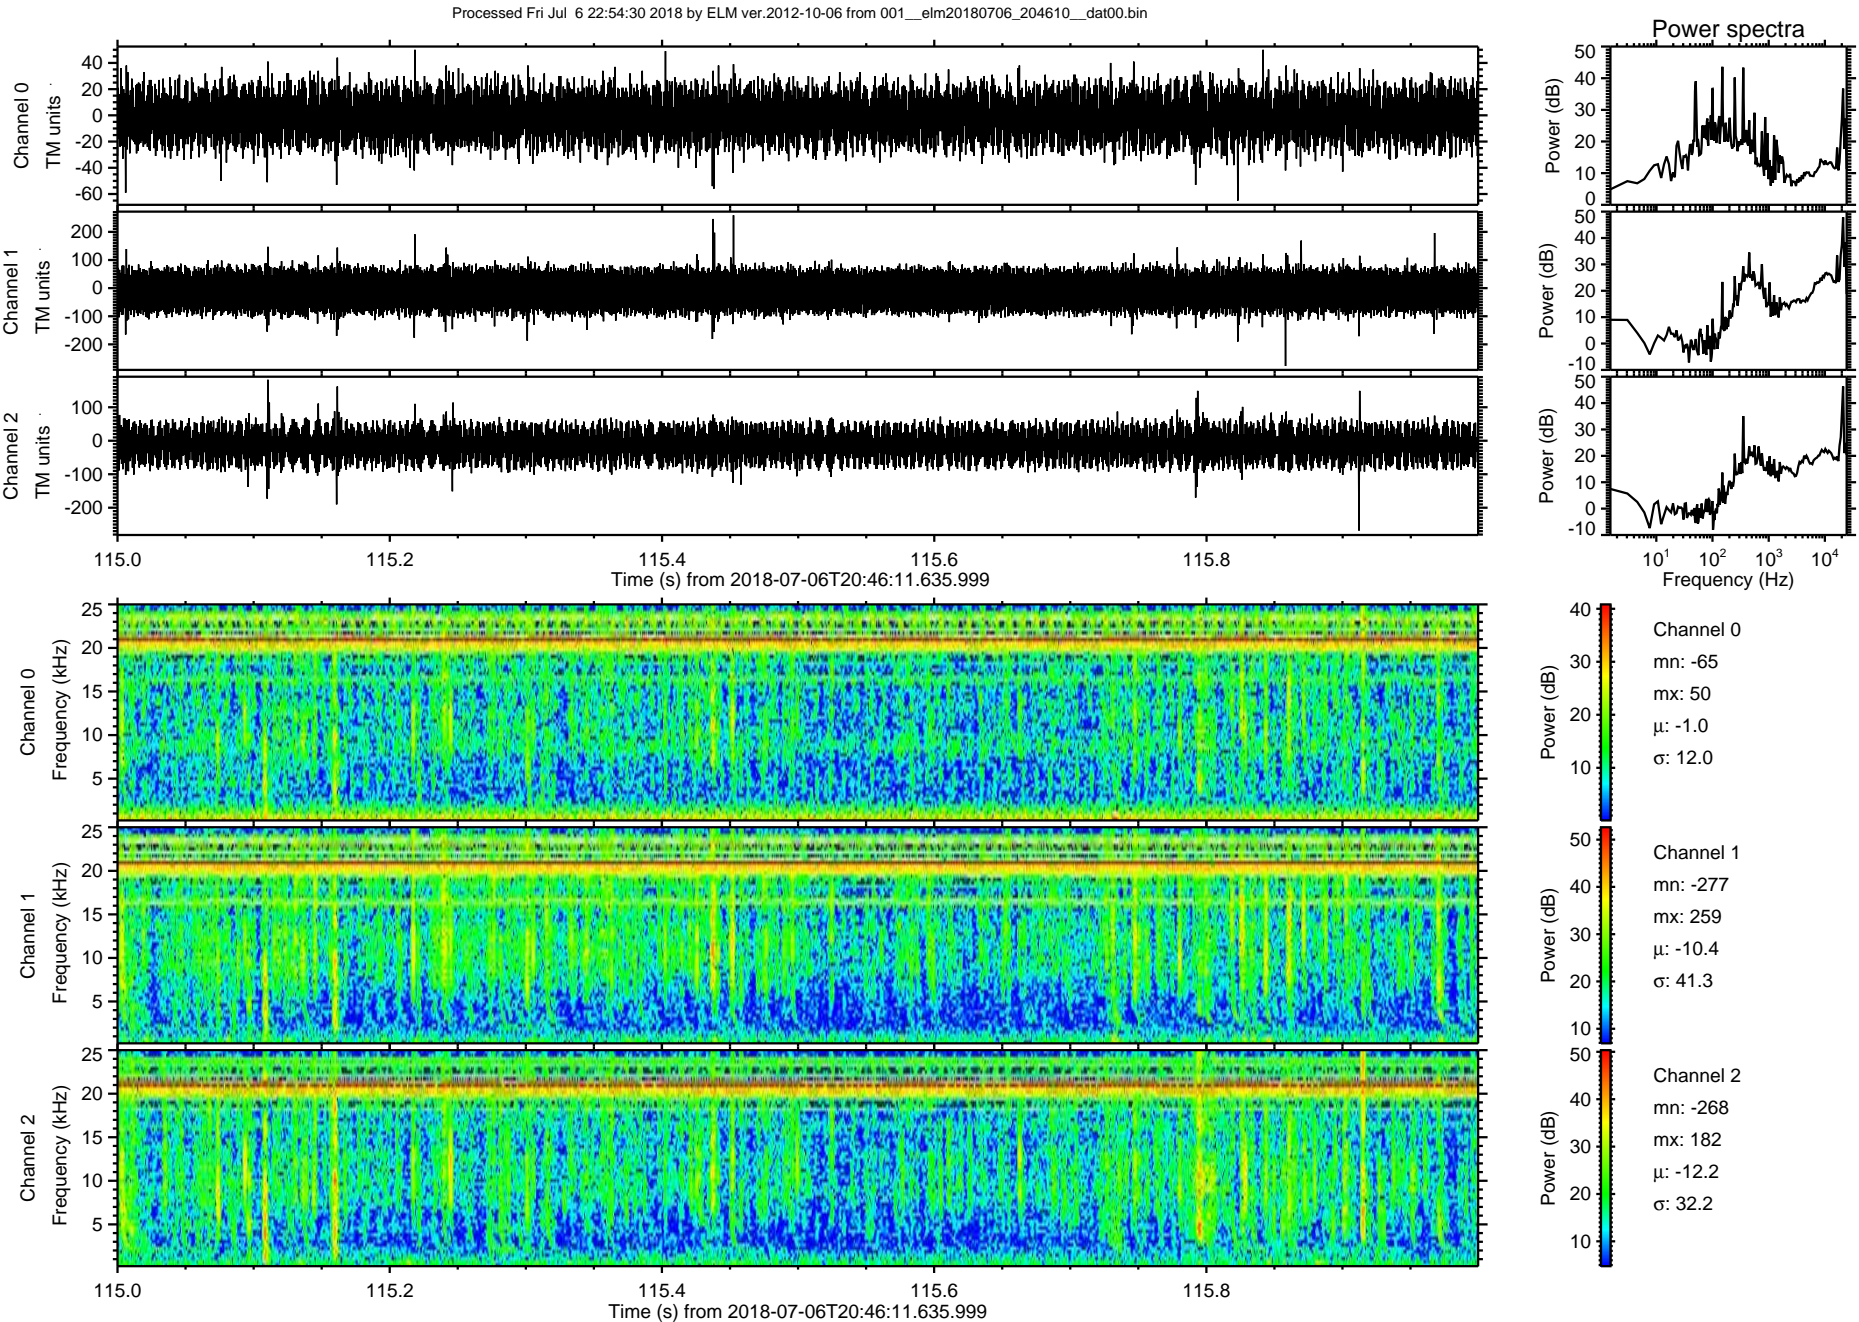 Processed Fri Jul  6 22:54:30 2018 by ELM ver.2012-10-06 from 001__elm20180706_204610__dat00.bin
Power spectra
Channel 0
TM units
40
20
0
-20
-40
-60
Power (dB)
50
40
30
20
10
0
Channel 1
TM units
200
100
0
-100
-200
Power (dB)
50
40
30
20
10
0
-10
Channel 2
TM units
100
0
-100
-200
Power (dB)
50
40
30
20
10
0
-10
115.0 115.2 115.4 115.6 115.8
Time (s) from 2018-07-06T20:46:11.635.999
10^1 10^2 10^3 10^4
Frequency (Hz)
Channel 0
Frequency (kHz)
25
20
15
10
5
Power (dB)
40
30
20
10
Channel 0
mn: -65
mx: 50
μ: -1.0
σ: 12.0
Channel 1
Frequency (kHz)
25
20
15
10
5
Power (dB)
50
40
30
20
10
Channel 1
mn: -277
mx: 259
μ: -10.4
σ: 41.3
Channel 2
Frequency (kHz)
25
20
15
10
5
Power (dB)
50
40
30
20
10
Channel 2
mn: -268
mx: 182
μ: -12.2
σ: 32.2
115.0 115.2 115.4 115.6 115.8
Time (s) from 2018-07-06T20:46:11.635.999